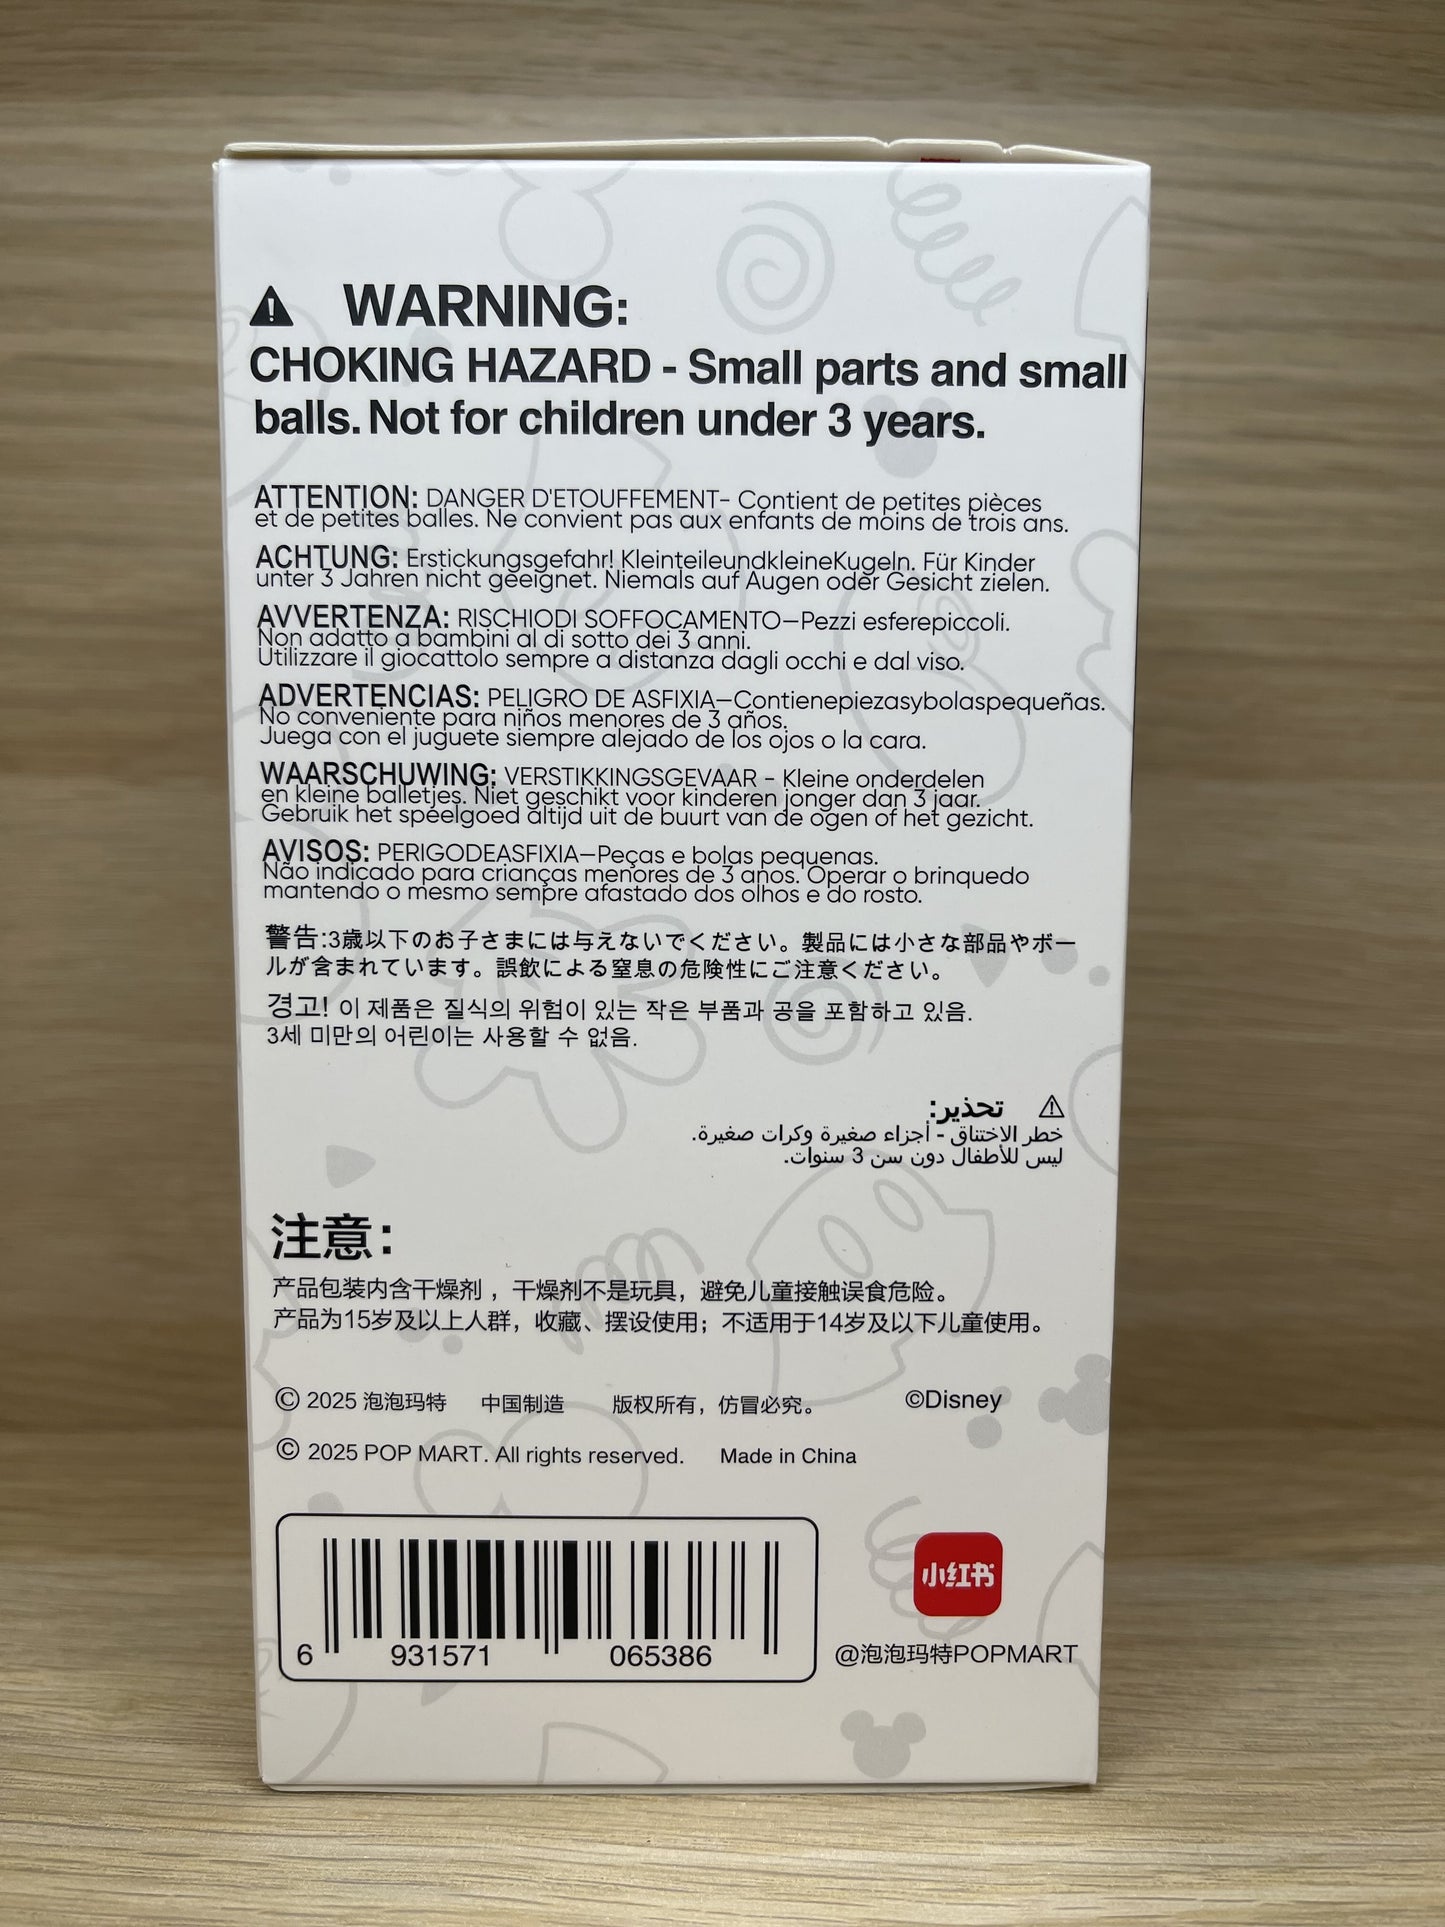 ⚠ WARNING:
CHOKING HAZARD - Small parts and small
balls. Not for children under 3 years.
ATTENTION: DANGER D'ETOUFFEMENT- Contient de petites pièces
et de petites balles. Ne convient pas aux enfants de moins de trois ans.
ACHTUNG: Erstickungsgefahr! KleinteileundkleineKugeln. Für Kinder
unter 3 Jahren nicht geeignet. Niemals auf Augen oder Gesicht zielen.
AVVERTENZA: RISCHIODI SOFFOCAMENTO—Pezzi esferepiccoli.
Non adatto a bambini al di sotto dei 3 anni.
Utilizzare il giocattolo sempre a distanza dagli occhi e dal viso.
ADVERTENCIAS: PELIGRO DE ASFIXIA—Contienepiezasybolaspequeñas.
No conveniente para niños menores de 3 años.
Juega con el juguete siempre alejado de los ojos o la cara.
WAARSCHUWING: VERSTIKKINGSGEVAAR - Kleine onderdelen
en kleine balletjes. Niet geschikt voor kinderen jonger dan 3 jaar.
Gebruik het speelgoed altijd uit de buurt van de ogen of het gezicht.
AVISOS: PERIGODEASFIXIA—Peças e bolas pequenas.
Não indicado para crianças menores de 3 anos. Operar o brinquedo
mantendo o mesmo sempre afastado dos olhos e do rosto.
警告:3歳以下のお子さまには与えないでください。製品には小さな部品やボー
ルが含まれています。誤飲による窒息の危険性にご注意ください。
경고! 이 제품은 질식의 위험이 있는 작은 부품과 공을 포함하고 있음.
3세 미만의 어린이는 사용할 수 없음.
⚠ تحذير:
خطر الاختناق - أجزاء صغيرة وكرات صغيرة.
ليس للأطفال دون سن 3 سنوات.
注意：
产品包装内含干燥剂，干燥剂不是玩具，避免儿童接触误食危险。
产品为15岁及以上人群，收藏、摆设使用；不适用于14岁及以下儿童使用。
© 2025 泡泡玛特 中国制造 版权所有，仿冒必究。 ©Disney
© 2025 POP MART. All rights reserved. Made in China
小红书
6 931571 065386
@泡泡玛特POPMART